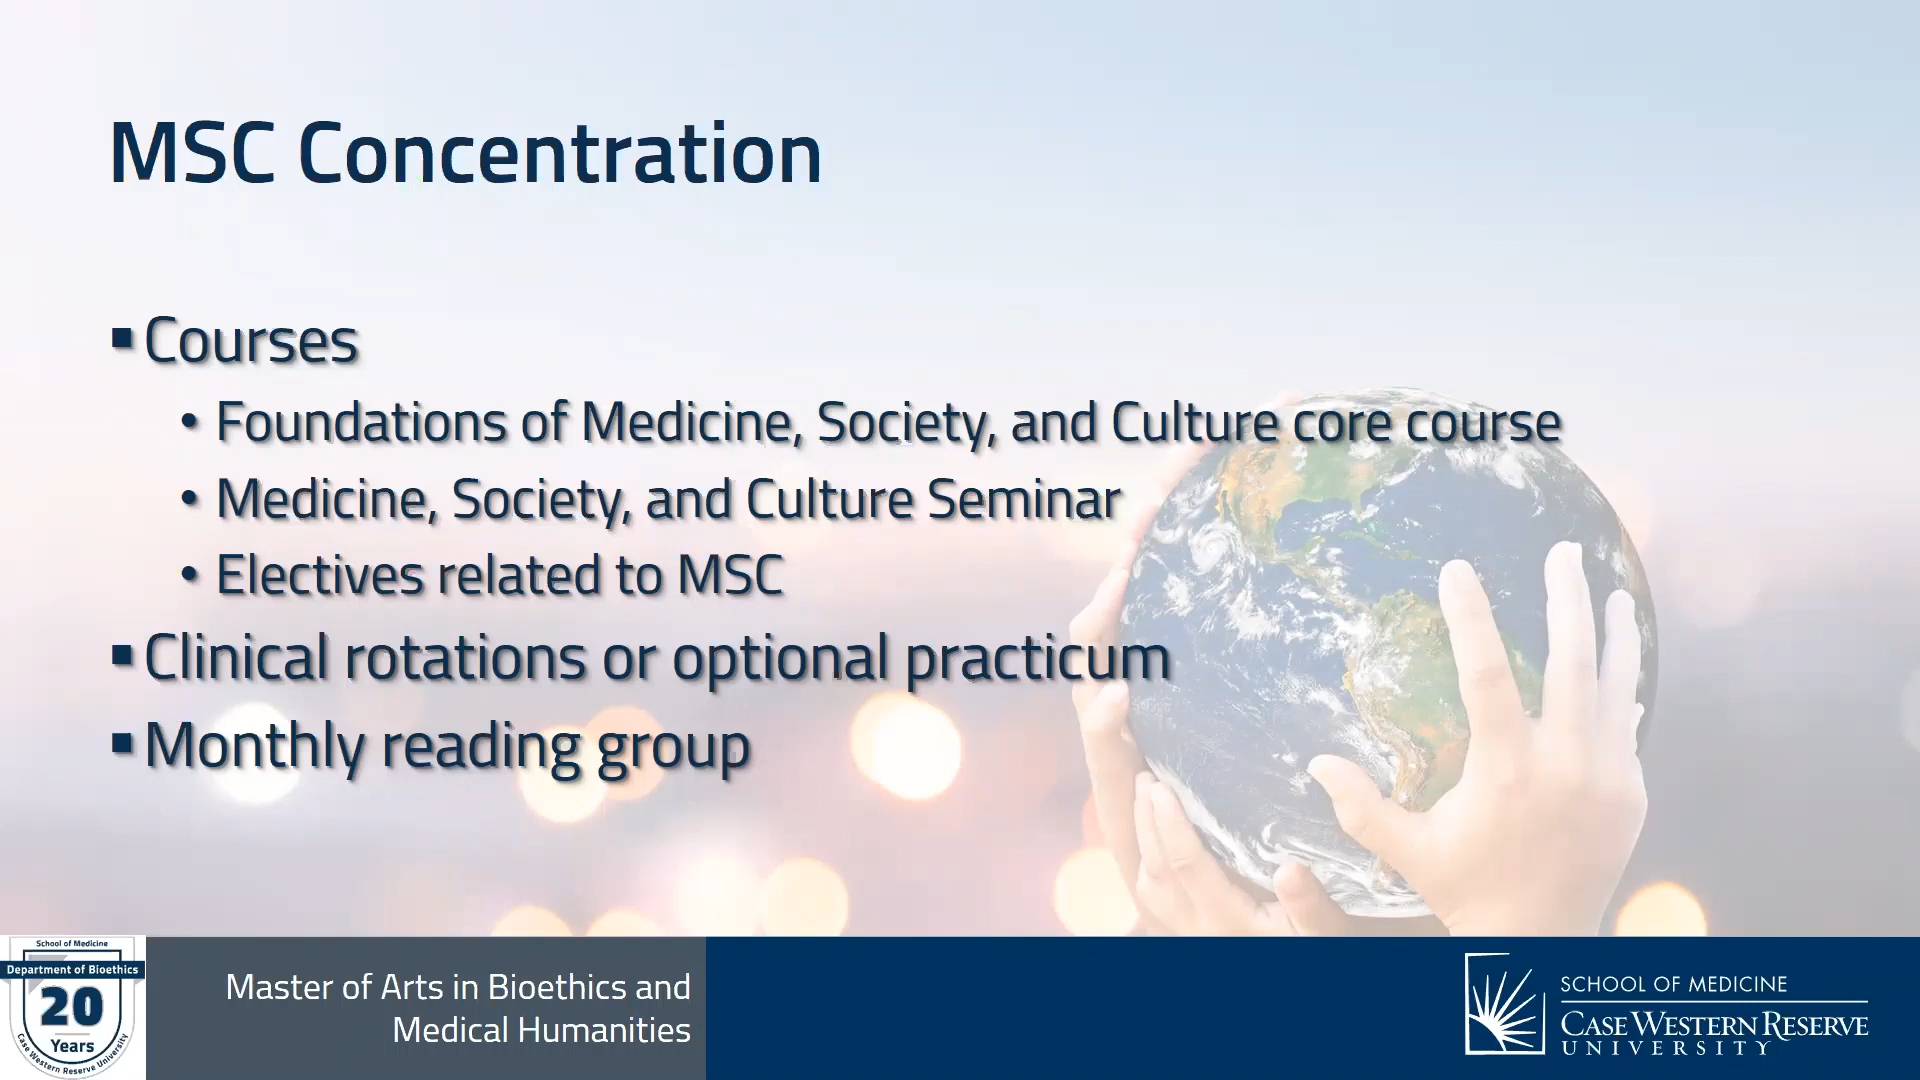 MSC Concentration
▪ Courses
• Foundations of Medicine, Society, and Culture core course
• Medicine, Society, and Culture Seminar
• Electives related to MSC
▪ Clinical rotations or optional practicum
▪ Monthly reading group
School of Medicine
Department of Bioethics
20
Years
Case Western Reserve University
Master of Arts in Bioethics and
Medical Humanities
SCHOOL OF MEDICINE
CASE WESTERN RESERVE
UNIVERSITY